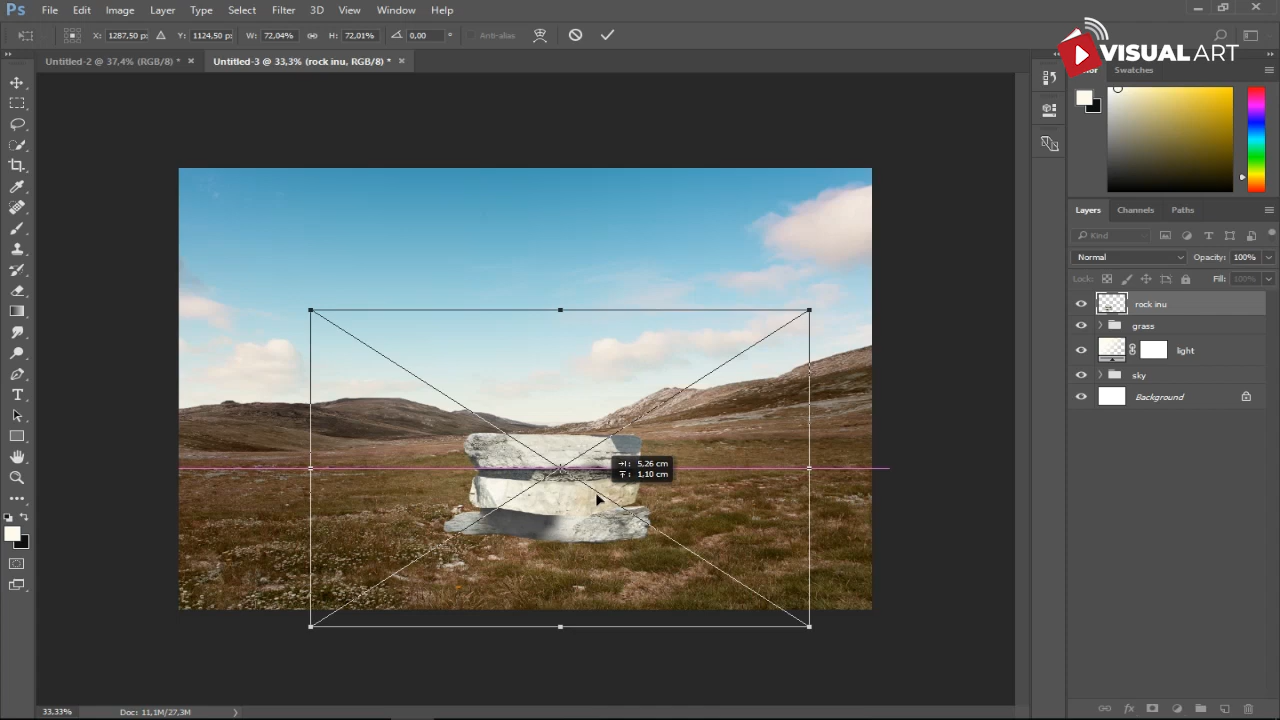 Ps File Edit Image Layer Type Select Filter 3D View Window Help
X: 1287,50 px Y: 1124,50 px W: 72,04% H: 72,01% 0,00 ° Anti-alias
VISUAL ART
Untitled-2 @ 37,4% (RGB/8) * × Untitled-3 @ 33,3% (rock inu, RGB/8) * ×
Swatches
Layers Channels Paths
Kind
Normal Opacity: 100%
Lock: Fill: 100%
rock inu
grass
light
sky
Background
5,26 cm
1,10 cm
33,33% Doc: 11,1M/27,3M